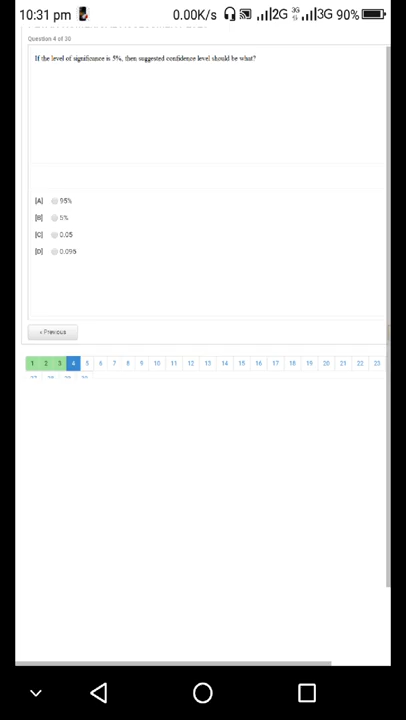 10:31 pm 0.00K/s 2G 3G 3G 90%
Question 4 of 30
If the level of significance is 5%, then suggested confidence level should be what?
[A] 95%
[B] 5%
[C] 0.05
[D] 0.095
‹ Previous
1 2 3 4 5 6 7 8 9 10 11 12 13 14 15 16 17 18 19 20 21 22 23